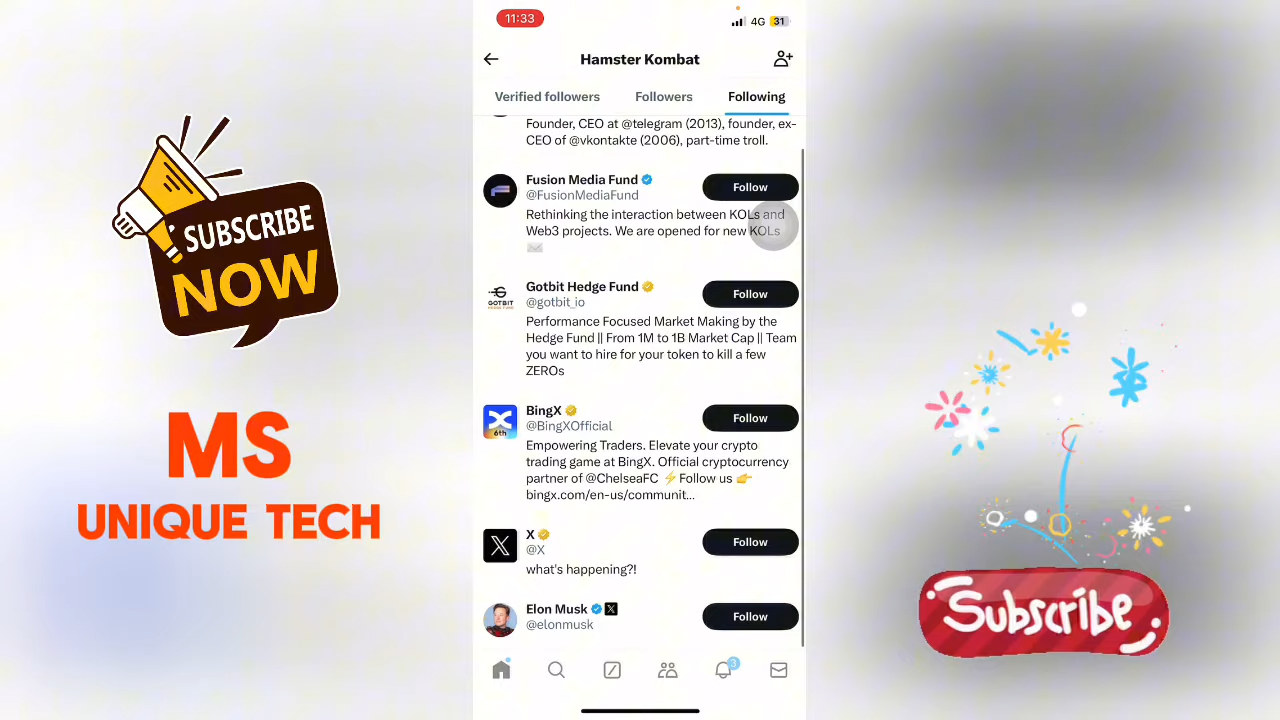 11:33
4G
31
Hamster Kombat
Verified followers
Followers
Following
Founder, CEO at @telegram (2013), founder, ex-
CEO of @vkontakte (2006), part-time troll.
Fusion Media Fund
Follow
@FusionMediaFund
Rethinking the interaction between KOLs and
Web3 projects. We are opened for new KOLs
Gotbit Hedge Fund
Follow
@gotbit_io
GOTBIT
HEDGE FUND
Performance Focused Market Making by the
Hedge Fund || From 1M to 1B Market Cap || Team
you want to hire for your token to kill a few
ZEROs
BingX
Follow
@BingXOfficial
6th
Empowering Traders. Elevate your crypto
trading game at BingX. Official cryptocurrency
partner of @ChelseaFC ⚡Follow us 👉
bingx.com/en-us/communit...
X
Follow
@X
what's happening?!
Elon Musk
Follow
@elonmusk
3
SUBSCRIBE
NOW
MS
UNIQUE TECH
Subscribe